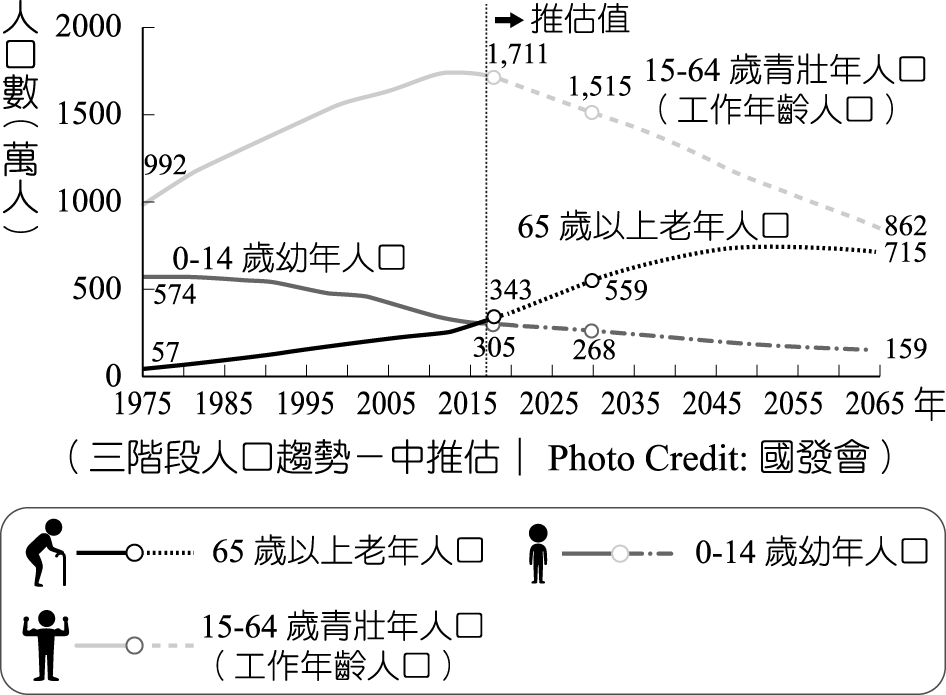 人口數（萬人）
2000
1500
1000
500
0
→推估值
1,711
1,515
15-64 歲青壯年人口
（工作年齡人口）
992
862
65 歲以上老年人口
715
0-14 歲幼年人口
574
343
559
57
305
268
159
1975 1985 1995 2005 2015 2025 2035 2045 2055 2065 年
（三階段人口趨勢－中推估｜ Photo Credit: 國發會）
65 歲以上老年人口
0-14 歲幼年人口
15-64 歲青壯年人口
（工作年齡人口）